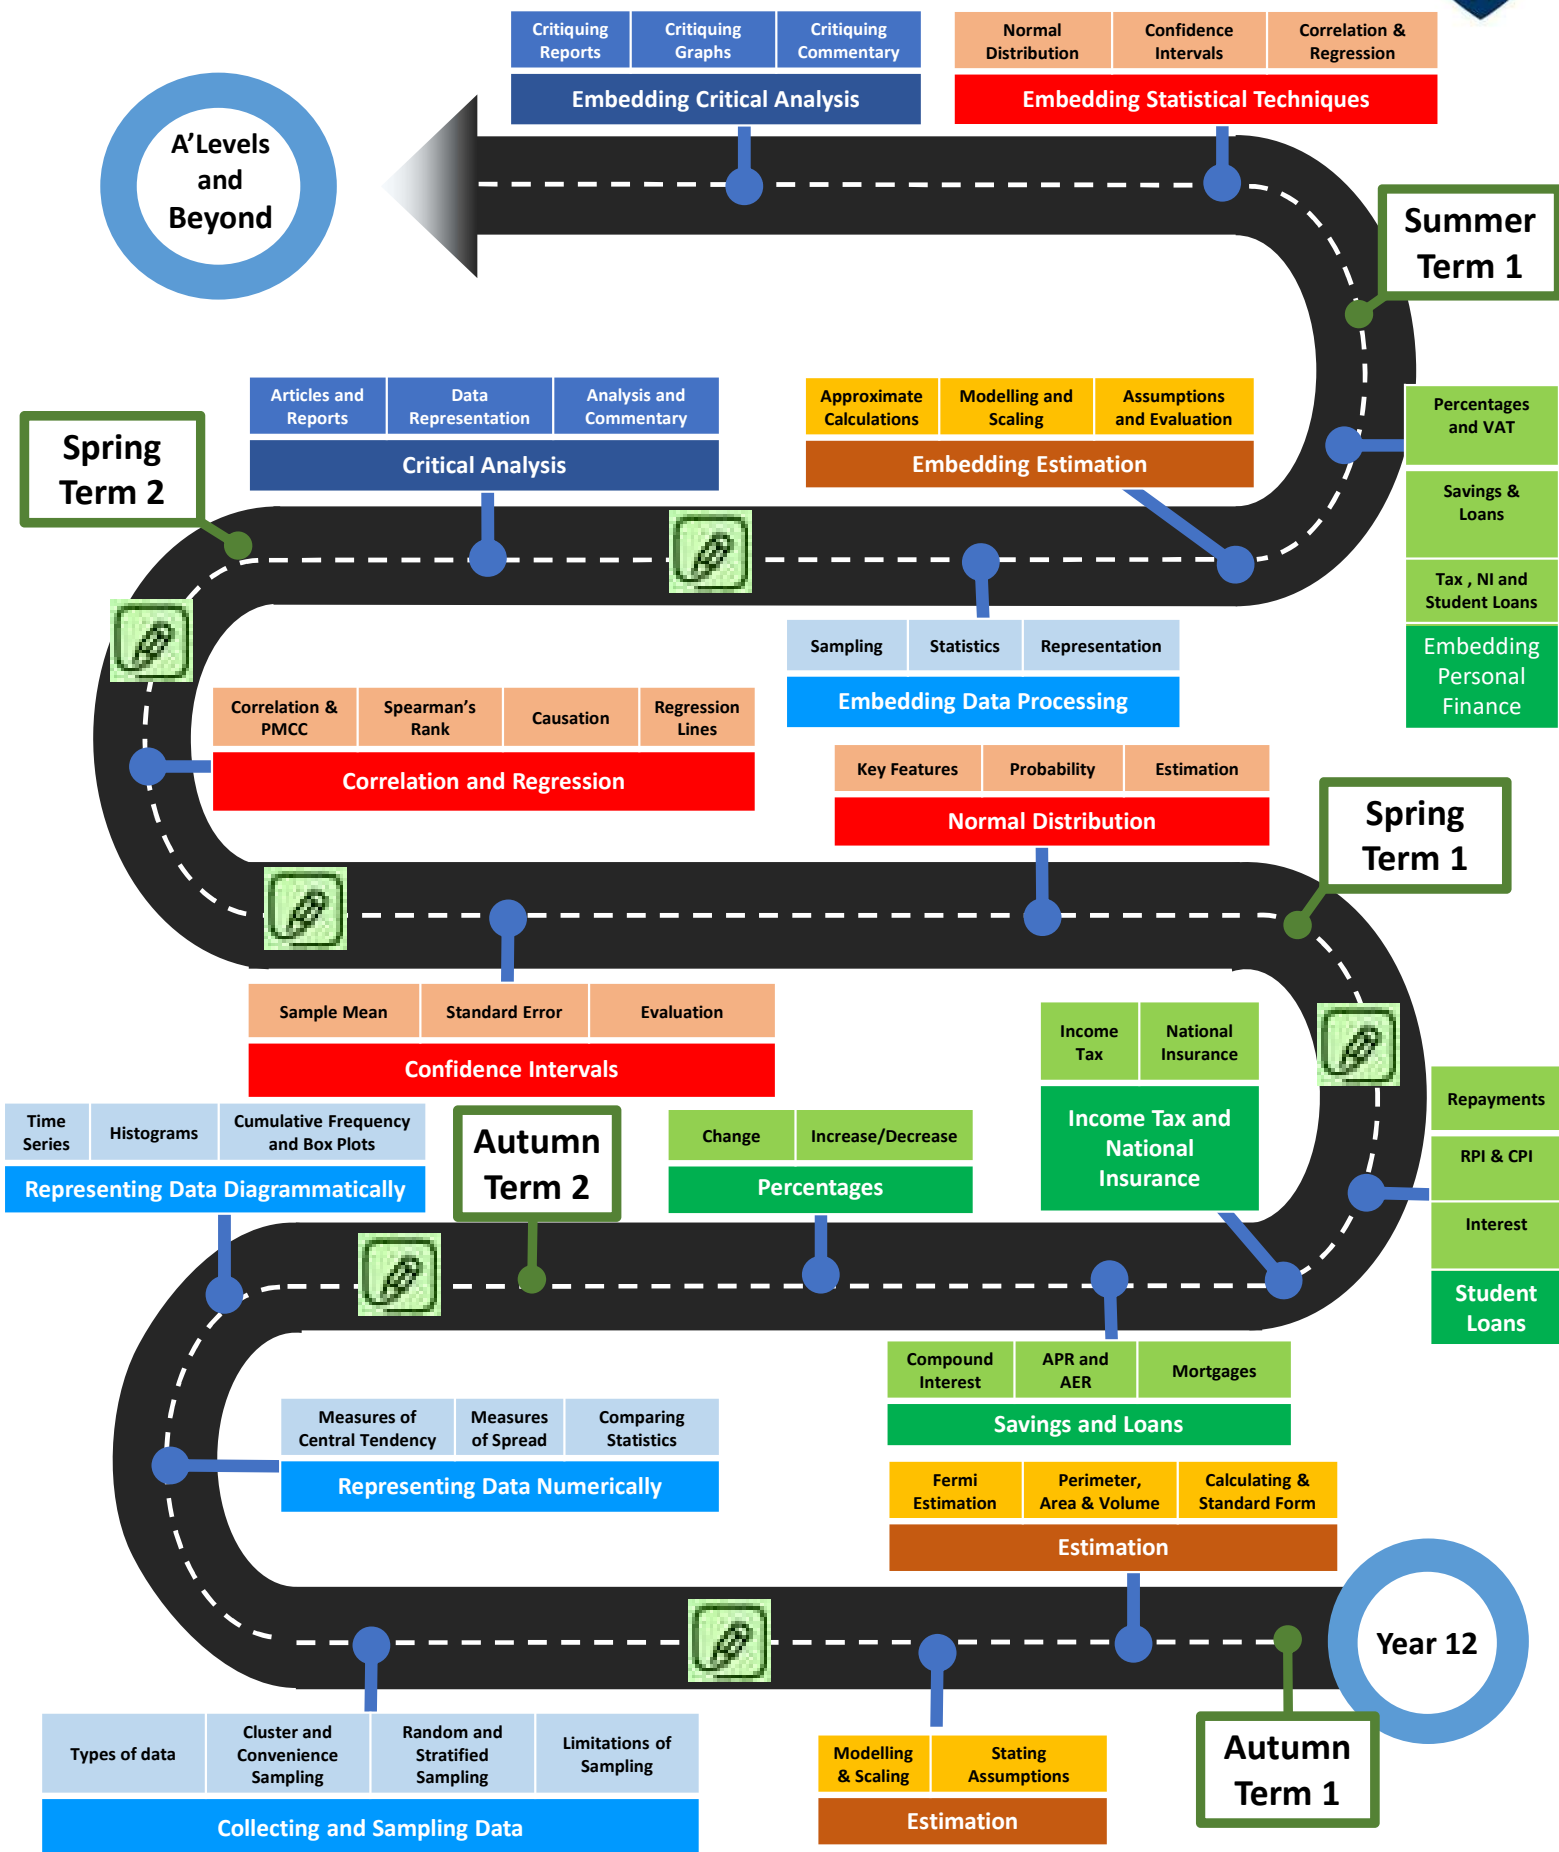 Critiquing
Reports
Critiquing
Graphs
Critiquing
Commentary
Embedding Critical Analysis
Normal
Distribution
Confidence
Intervals
Correlation &
Regression
Embedding Statistical Techniques
A'Levels
and
Beyond
Summer
Term 1
Articles and
Reports
Data
Representation
Analysis and
Commentary
Critical Analysis
Approximate
Calculations
Modelling and
Scaling
Assumptions
and Evaluation
Embedding Estimation
Percentages
and VAT
Savings &
Loans
Tax , NI and
Student Loans
Embedding
Personal
Finance
Spring
Term 2
Sampling
Statistics
Representation
Embedding Data Processing
Correlation &
PMCC
Spearman's
Rank
Causation
Regression
Lines
Correlation and Regression
Key Features
Probability
Estimation
Normal Distribution
Spring
Term 1
Sample Mean
Standard Error
Evaluation
Confidence Intervals
Income
Tax
National
Insurance
Income Tax and
National
Insurance
Repayments
RPI & CPI
Interest
Student
Loans
Time
Series
Histograms
Cumulative Frequency
and Box Plots
Representing Data Diagrammatically
Autumn
Term 2
Change
Increase/Decrease
Percentages
Compound
Interest
APR and
AER
Mortgages
Savings and Loans
Measures of
Central Tendency
Measures
of Spread
Comparing
Statistics
Representing Data Numerically
Fermi
Estimation
Perimeter,
Area & Volume
Calculating &
Standard Form
Estimation
Year 12
Types of data
Cluster and
Convenience
Sampling
Random and
Stratified
Sampling
Limitations of
Sampling
Collecting and Sampling Data
Modelling
& Scaling
Stating
Assumptions
Estimation
Autumn
Term 1